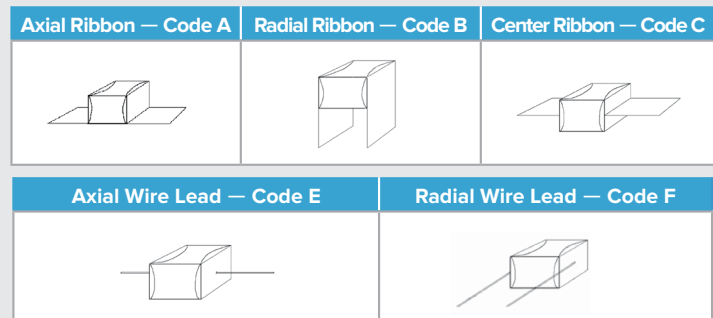 Axial Ribbon — Code A
Radial Ribbon — Code B
Center Ribbon — Code C
Axial Wire Lead — Code E
Radial Wire Lead — Code F